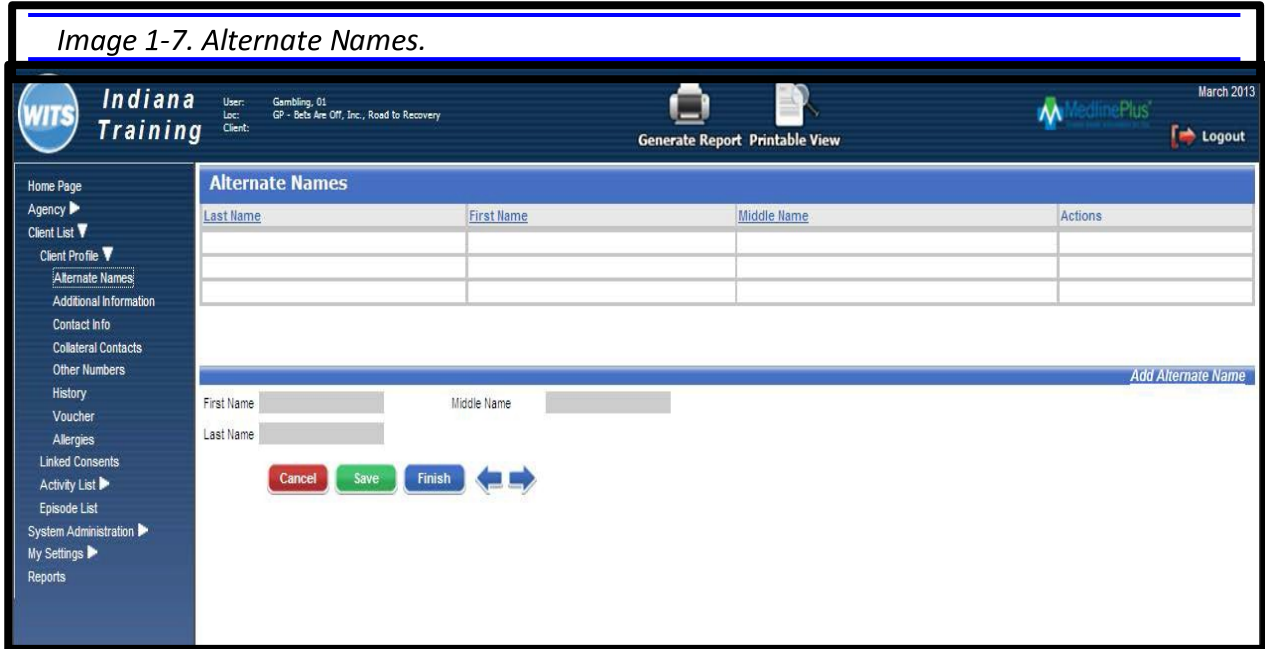 Image 1-7. Alternate Names.
WITS
Indiana
Training
User: Gambling, 01
Loc: GP - Bets Are Off, Inc., Road to Recovery
Client:
Generate Report Printable View
MedlinePlus
March 2013
Logout
Home Page
Agency
Client List
Client Profile
Alternate Names
Additional Information
Contact Info
Collateral Contacts
Other Numbers
History
Voucher
Allergies
Linked Consents
Activity List
Episode List
System Administration
My Settings
Reports
Alternate Names
Last Name First Name Middle Name Actions
Add Alternate Name
First Name Middle Name
Last Name
Cancel Save Finish